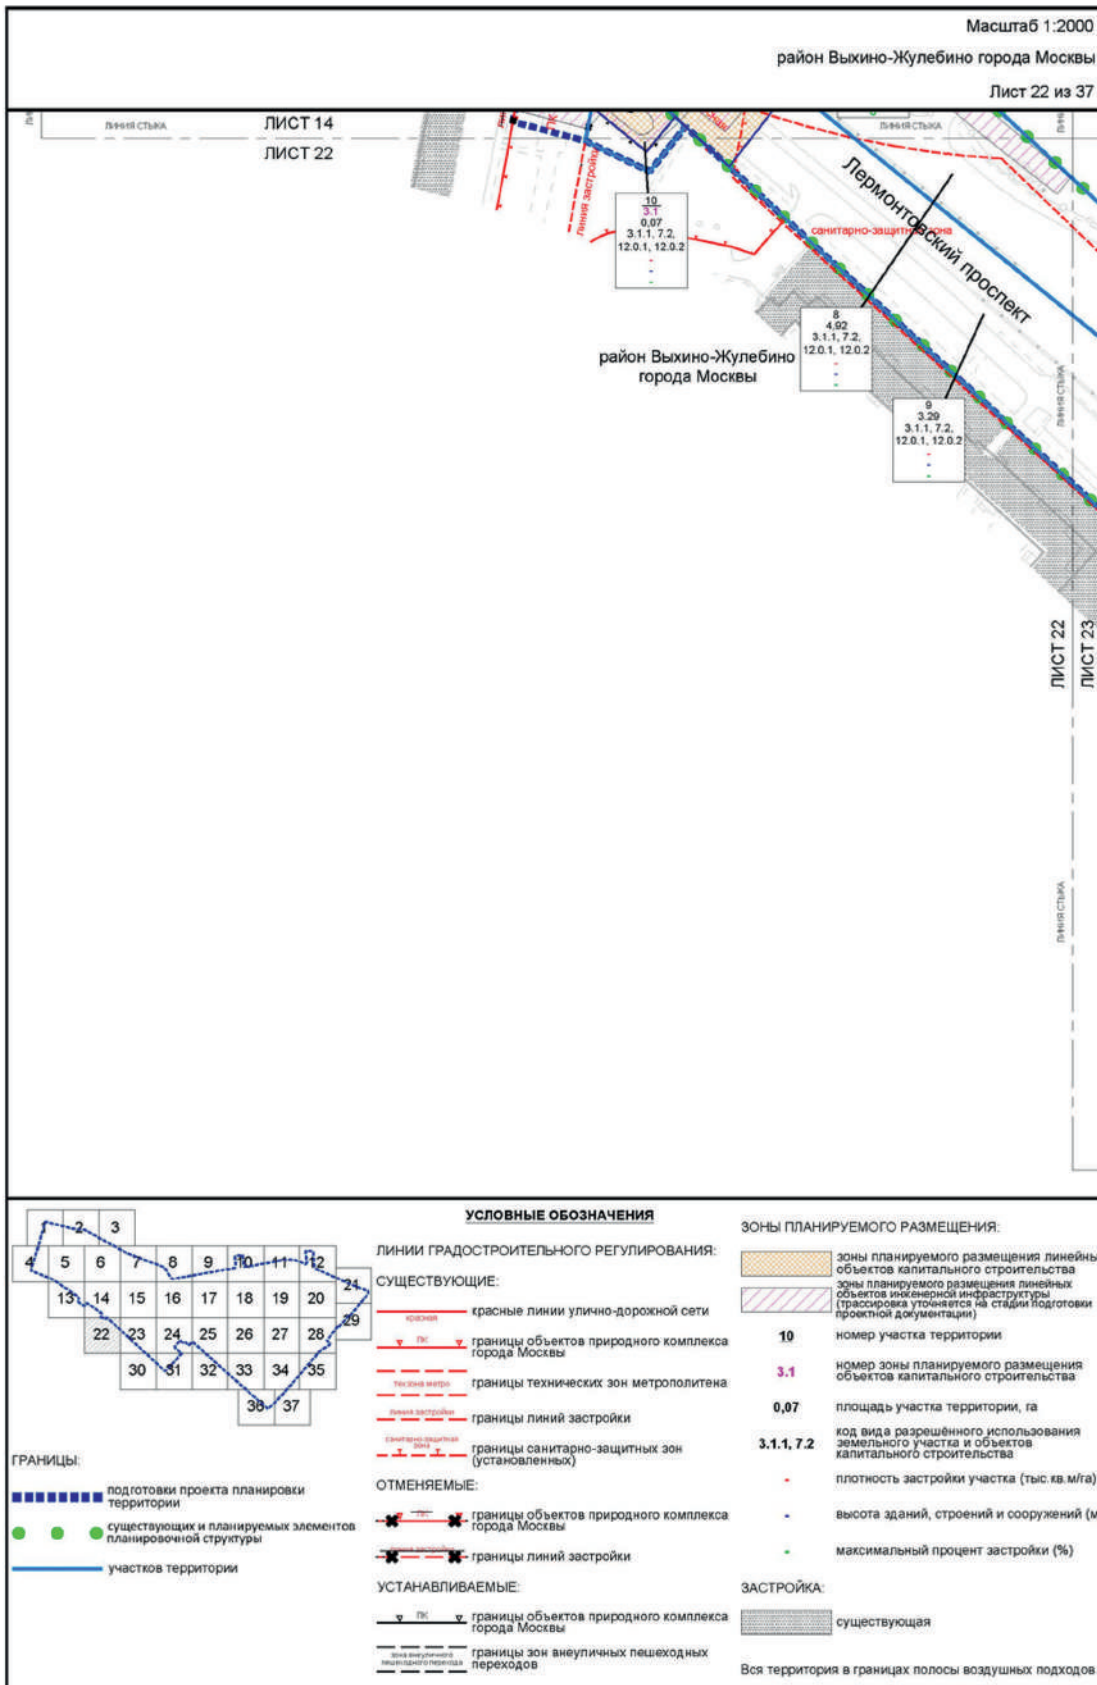 Масштаб 1:2000
район Выхино-Жулебино города Москвы
Лист 22 из 37
ЛИНИЯ СТЫКА
ЛИСТ 14
ЛИСТ 22
ПК
линия застройки
ЛИНИЯ СТЫКА
10
3.1
0,07
3.1.1, 7.2,
12.0.1, 12.0.2
-
-
-
санитарно-защитная зона
Лермонтовский проспект
8
4,92
3.1.1, 7.2,
12.0.1, 12.0.2
-
-
-
район Выхино-Жулебино
города Москвы
9
3.29
3.1.1, 7.2,
12.0.1, 12.0.2
-
-
-
ЛИНИЯ СТЫКА
ЛИСТ 22
ЛИСТ 23
ЛИНИЯ СТЫКА
1 2 3
4 5 6 7 8 9 10 11 12
13 14 15 16 17 18 19 20 21
22 23 24 25 26 27 28 29
30 31 32 33 34 35
36 37
ГРАНИЦЫ:
подготовки проекта планировки
территории
существующих и планируемых элементов
планировочной структуры
участков территории
УСЛОВНЫЕ ОБОЗНАЧЕНИЯ
ЛИНИИ ГРАДОСТРОИТЕЛЬНОГО РЕГУЛИРОВАНИЯ:
СУЩЕСТВУЮЩИЕ:
красная
красные линии улично-дорожной сети
ПК
границы объектов природного комплекса
города Москвы
техзона метро
границы технических зон метрополитена
линия застройки
границы линий застройки
санитарно-защитная
зона
границы санитарно-защитных зон
(установленных)
ОТМЕНЯЕМЫЕ:
ПК
границы объектов природного комплекса
города Москвы
линия застройки
границы линий застройки
УСТАНАВЛИВАЕМЫЕ:
ПК
границы объектов природного комплекса
города Москвы
зона внеуличного
пешеходного перехода
границы зон внеуличных пешеходных
переходов
ЗОНЫ ПЛАНИРУЕМОГО РАЗМЕЩЕНИЯ:
зоны планируемого размещения линейны
объектов капитального строительства
зоны планируемого размещения линейных
объектов инженерной инфраструктуры
(трассировка уточняется на стадии подготовки
проектной документации)
10 номер участка территории
3.1 номер зоны планируемого размещения
объектов капитального строительства
0,07 площадь участка территории, га
3.1.1, 7.2 код вида разрешённого использования
земельного участка и объектов
капитального строительства
- плотность застройки участка (тыс.кв.м/га)
- высота зданий, строений и сооружений (м
- максимальный процент застройки (%)
ЗАСТРОЙКА:
существующая
Вся территория в границах полосы воздушных подходов